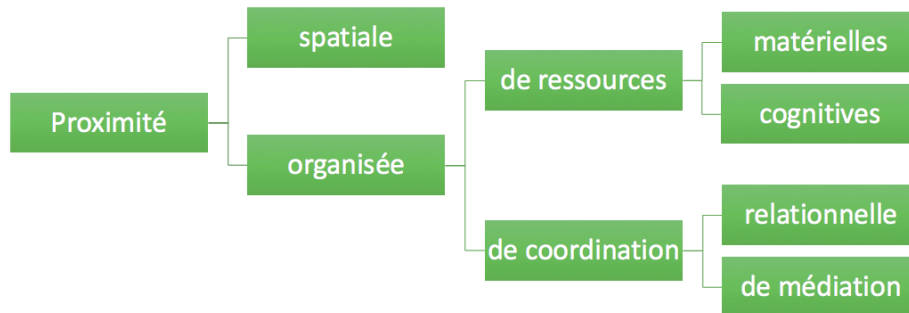 Proximité
spatiale
organisée
de ressources
matérielles
cognitives
de coordination
relationnelle
de médiation